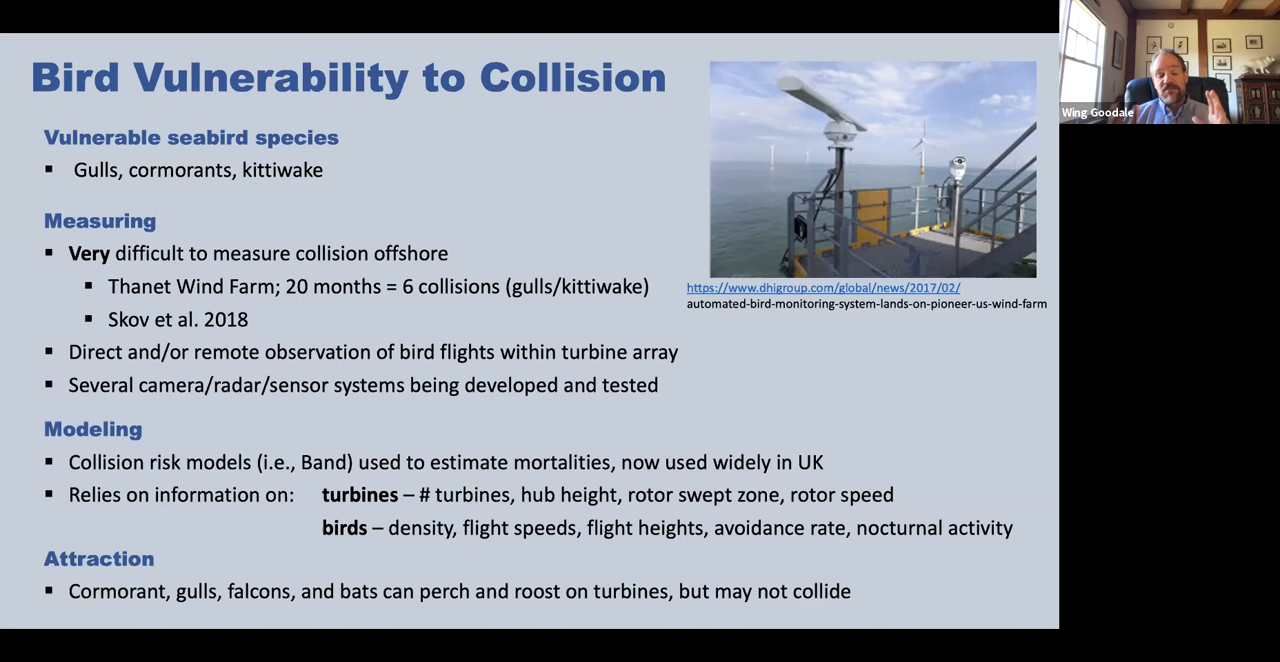 Bird Vulnerability to Collision
Vulnerable seabird species
▪ Gulls, cormorants, kittiwake
Measuring
▪ Very difficult to measure collision offshore
▪ Thanet Wind Farm; 20 months = 6 collisions (gulls/kittiwake)
▪ Skov et al. 2018
▪ Direct and/or remote observation of bird flights within turbine array
▪ Several camera/radar/sensor systems being developed and tested
Modeling
▪ Collision risk models (i.e., Band) used to estimate mortalities, now used widely in UK
▪ Relies on information on: turbines – # turbines, hub height, rotor swept zone, rotor speed
birds – density, flight speeds, flight heights, avoidance rate, nocturnal activity
Attraction
▪ Cormorant, gulls, falcons, and bats can perch and roost on turbines, but may not collide
https://www.dhigroup.com/global/news/2017/02/
automated-bird-monitoring-system-lands-on-pioneer-us-wind-farm
Wing Goodale